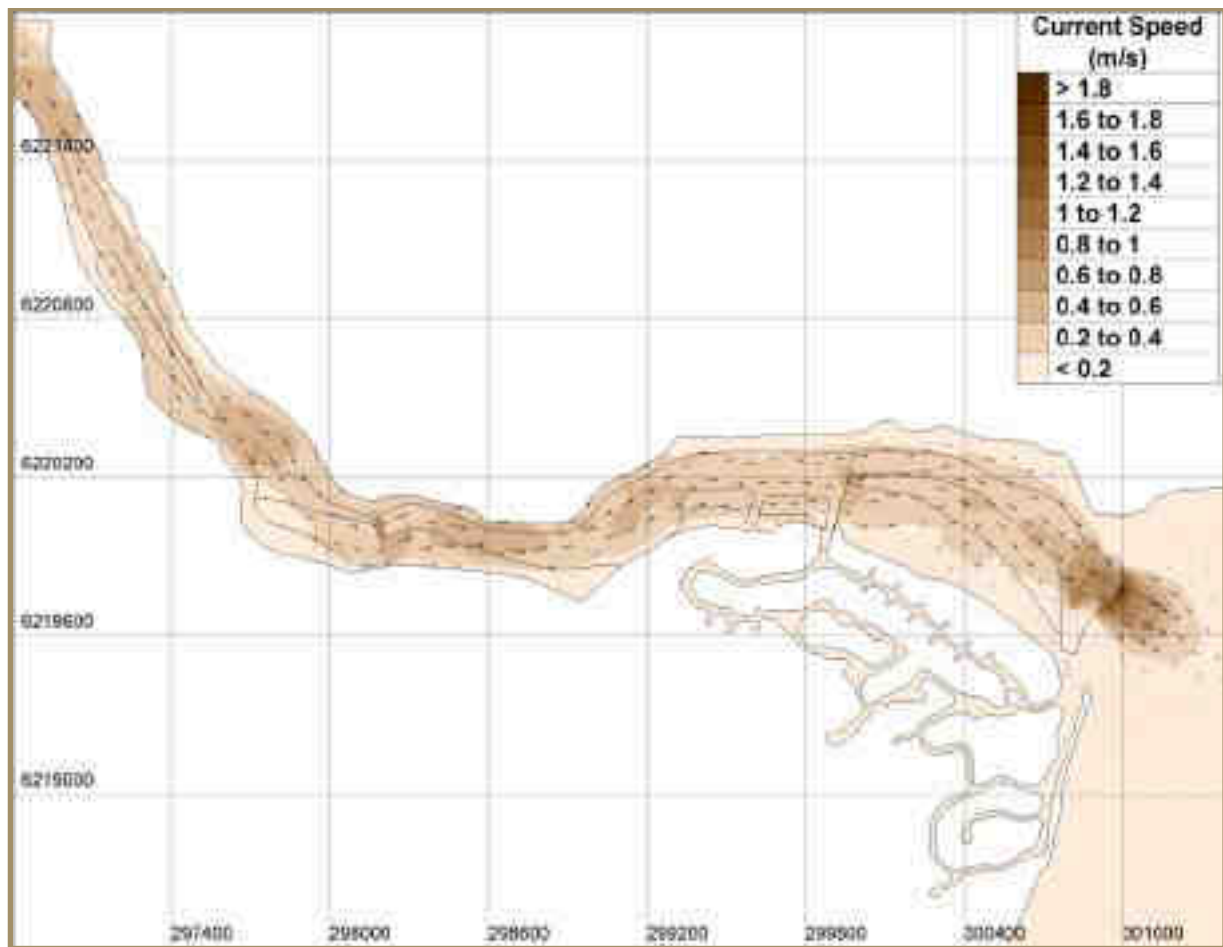 Current Speed
(m/s)
> 1.8
1.6 to 1.8
1.4 to 1.6
1.2 to 1.4
1 to 1.2
0.8 to 1
0.6 to 0.8
0.4 to 0.6
0.2 to 0.4
< 0.2
6221400
6220800
6220200
6219600
6219000
297400 298000 298600 299200 299800 300400 301000